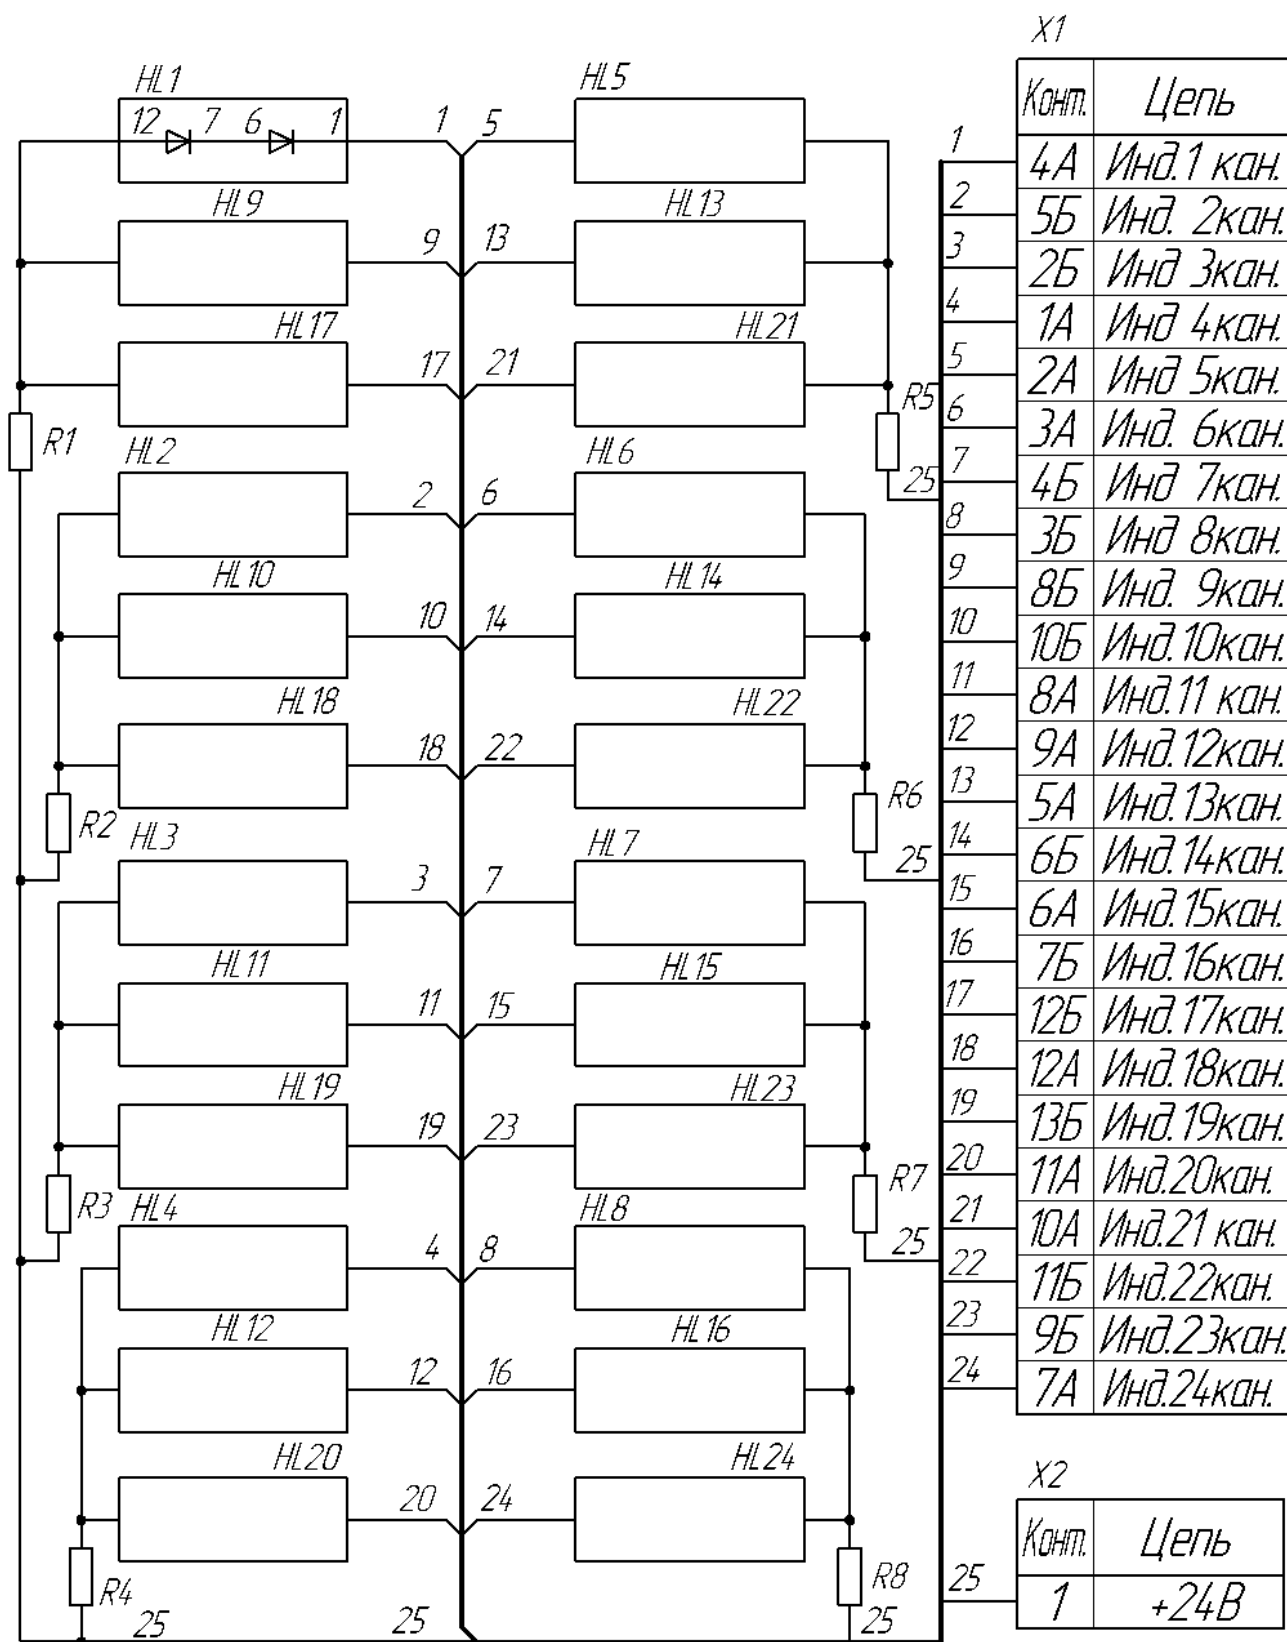 X1
Конт. Цепь
1 4А Инд.1 кан.
2 5Б Инд. 2кан.
3 2Б Инд 3кан.
4 1А Инд 4кан.
5 2А Инд 5кан.
6 3А Инд. 6кан.
7 4Б Инд 7кан.
8 3Б Инд 8кан.
9 8Б Инд. 9кан.
10 10Б Инд.10кан.
11 8А Инд.11 кан.
12 9А Инд.12кан.
13 5А Инд.13кан.
14 6Б Инд.14кан.
15 6А Инд.15кан.
16 7Б Инд.16кан.
17 12Б Инд.17кан.
18 12А Инд.18кан.
19 13Б Инд.19кан.
20 11А Инд.20кан.
21 10А Инд.21 кан.
22 11Б Инд.22кан.
23 9Б Инд.23кан.
24 7А Инд.24кан.
X2
Конт. Цепь
25 1 +24В
HL1 HL5
12 7 6 1 1 5
HL9 HL13
9 13
HL17 HL21
17 21
R1 R5
25
HL2 HL6
2 6
HL10 HL14
10 14
HL18 HL22
18 22
R2 R6
25
HL3 HL7
3 7
HL11 HL15
11 15
HL19 HL23
19 23
R3 R7
25
HL4 HL8
4 8
HL12 HL16
12 16
HL20 HL24
20 24
R4 R8
25 25 25